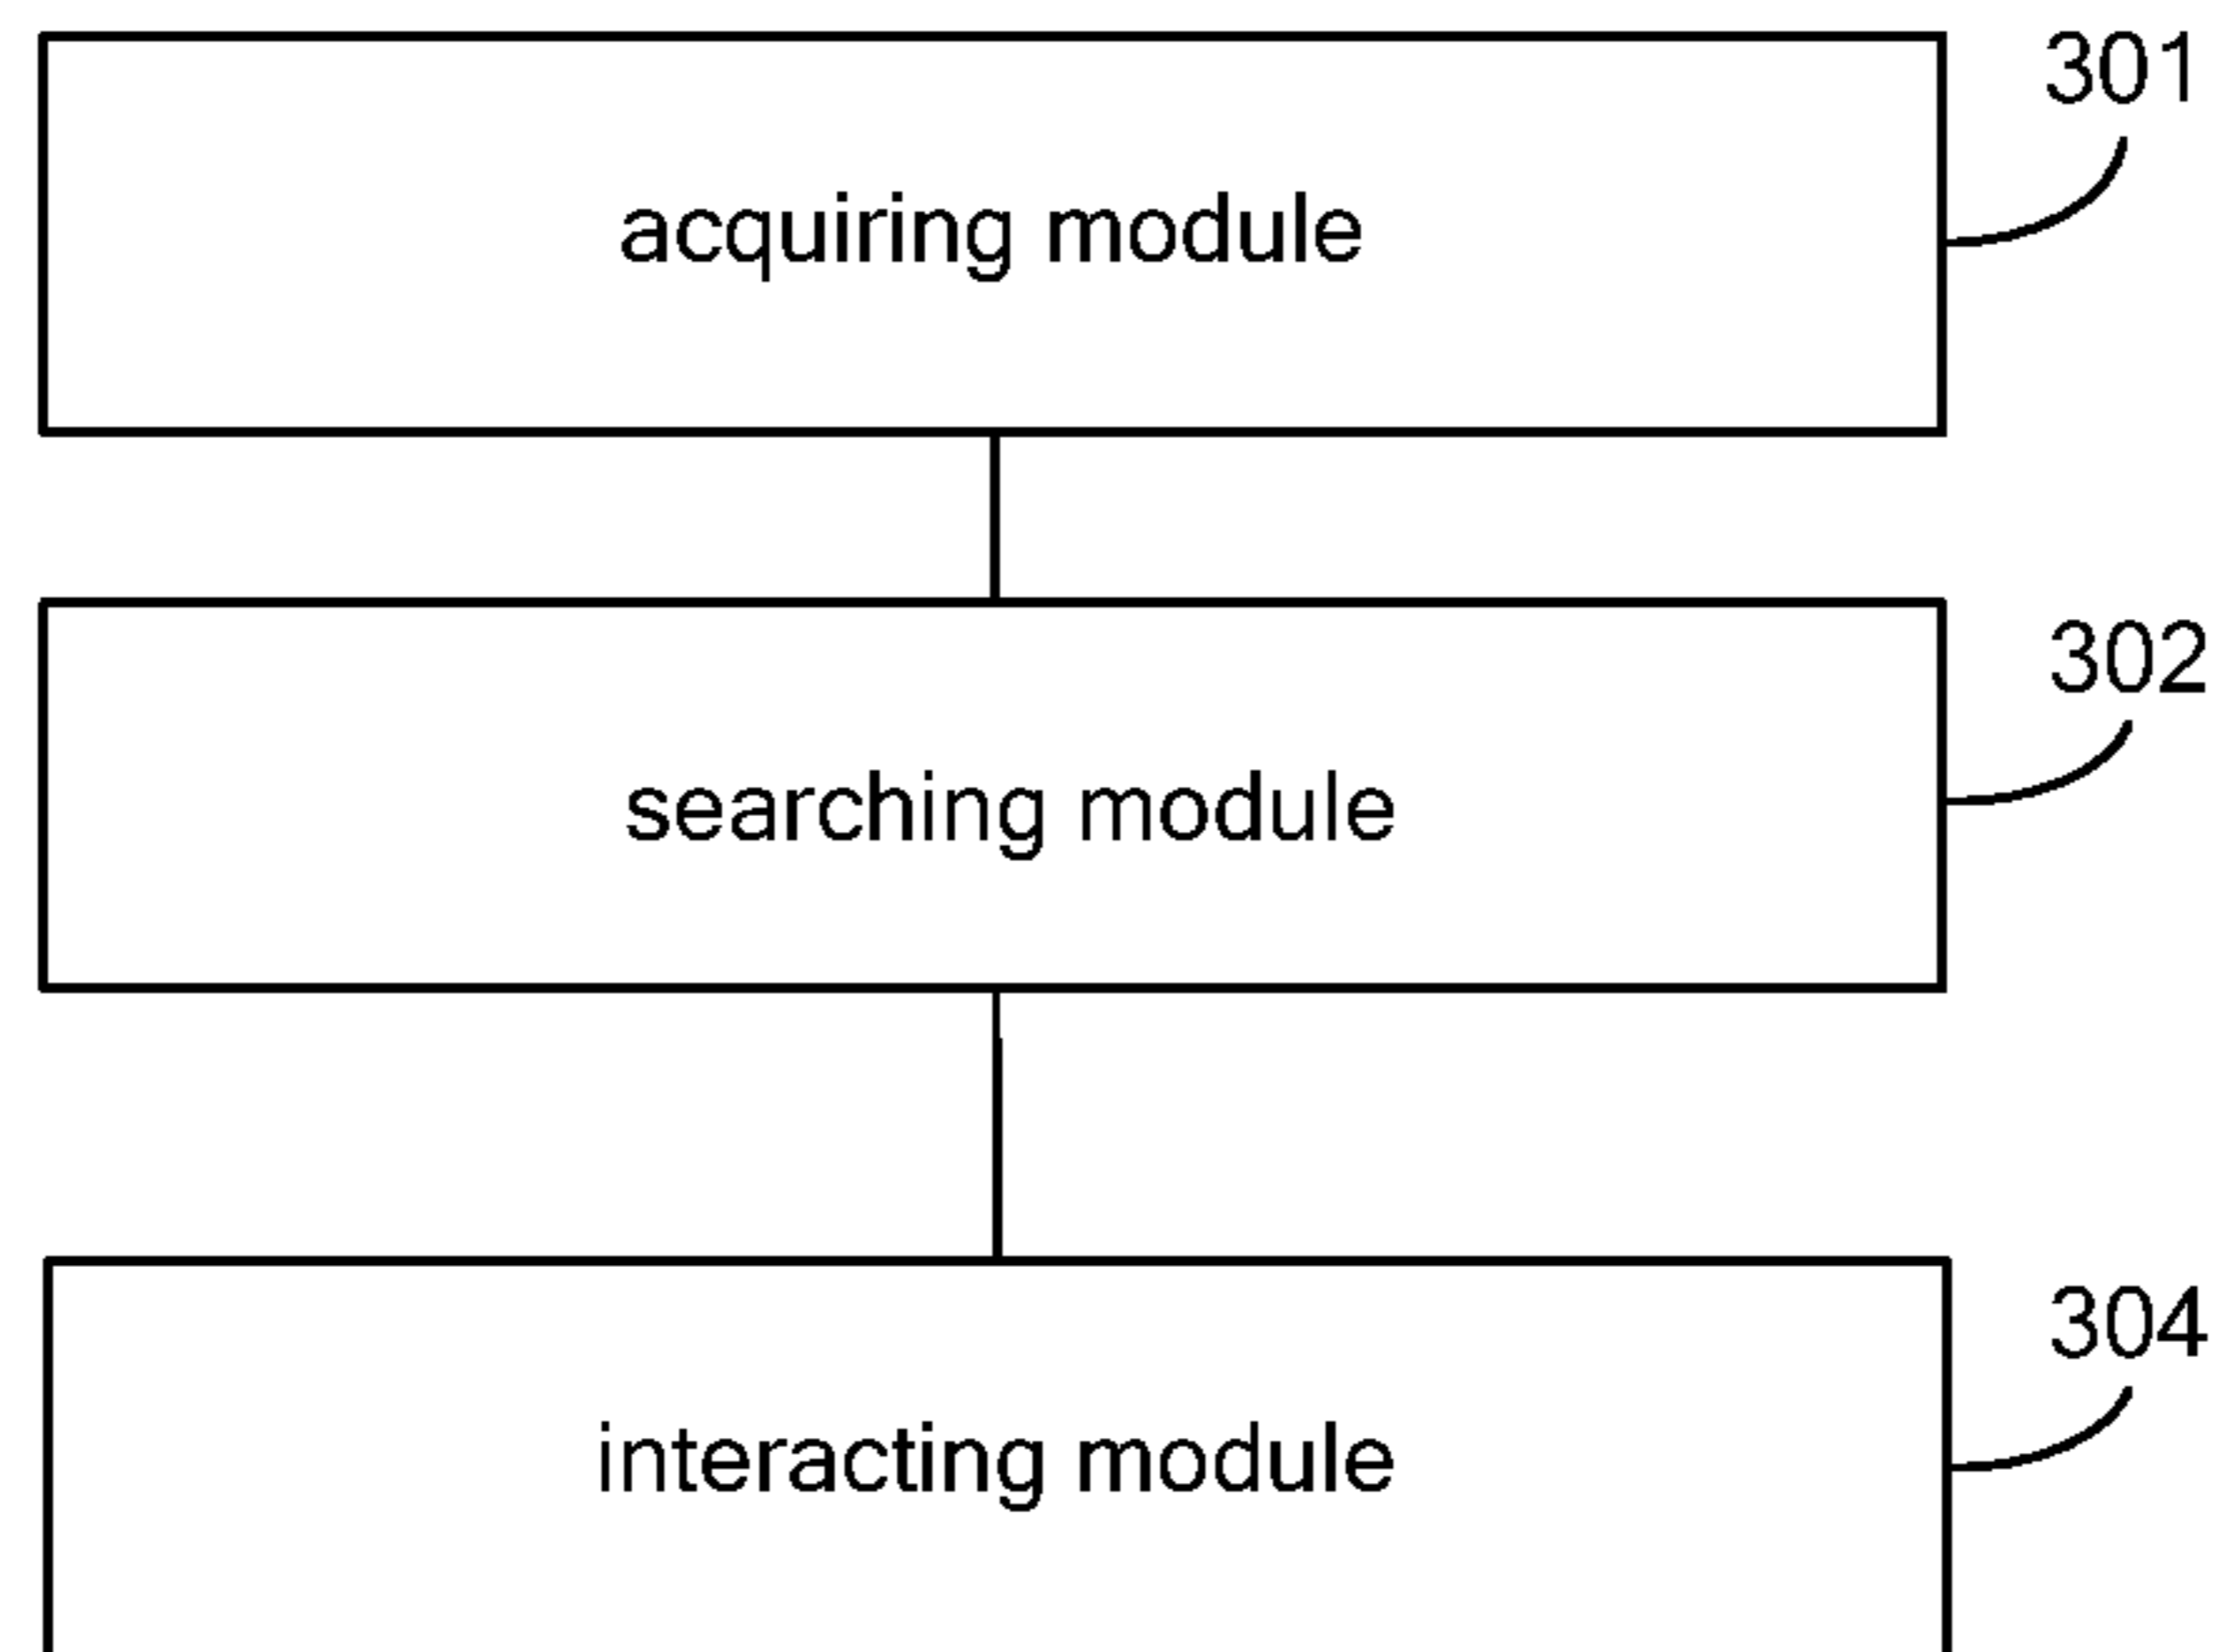 301
acquiring module
302
searching module
304
interacting module